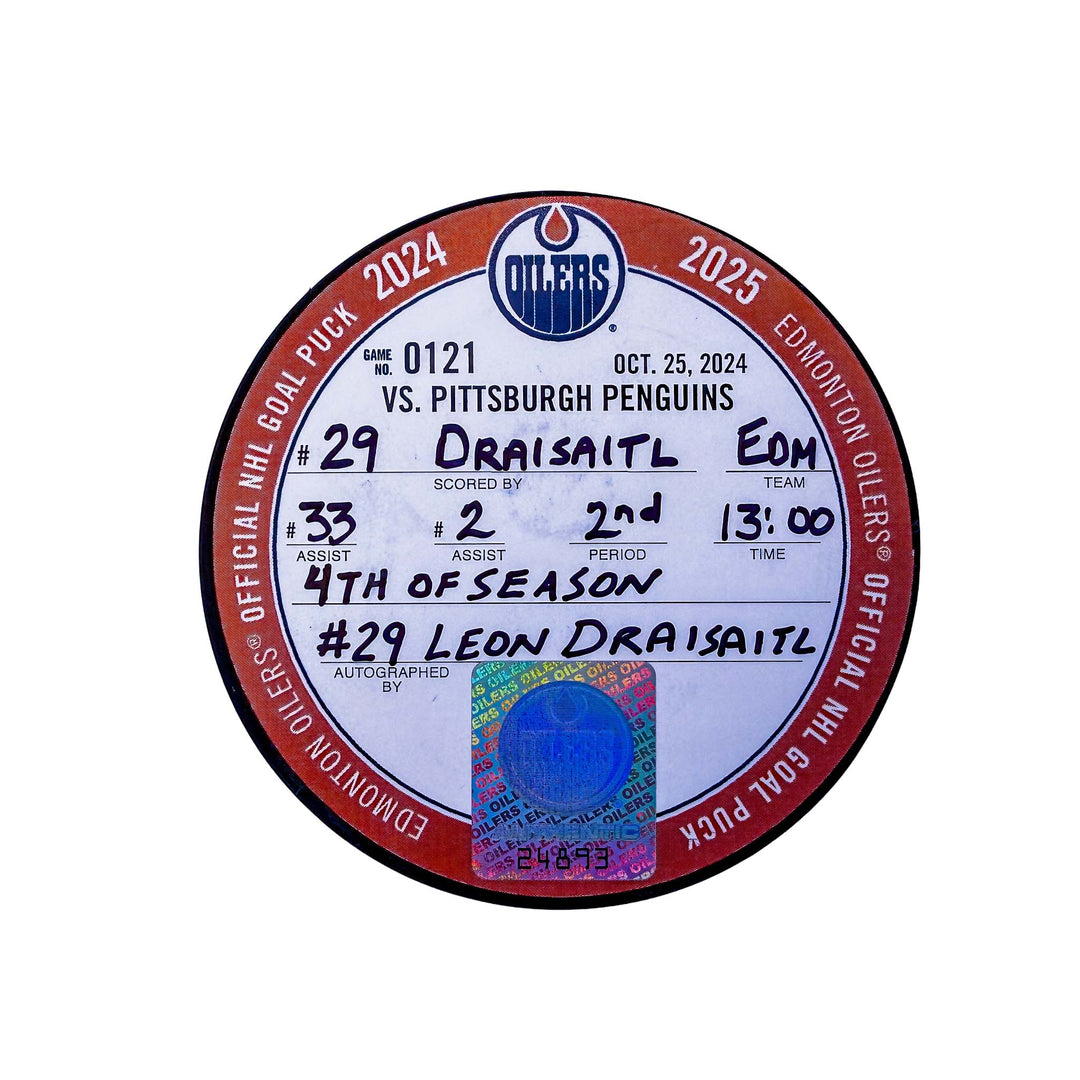 2024
2025
OFFICIAL NHL GOAL PUCK
EDMONTON OILERS®
OILERS
®
GAME NO. 0121
OCT. 25, 2024
VS. PITTSBURGH PENGUINS
#29 DRAISAITL EDM
SCORED BY TEAM
#33 #2 2nd 13:00
ASSIST ASSIST PERIOD TIME
4TH OF SEASON
#29 LEON DRAISAITL
AUTOGRAPHED
BY
EDMONTON OILERS®
OFFICIAL NHL GOAL PUCK
OILERS
AUTHENTIC
24893